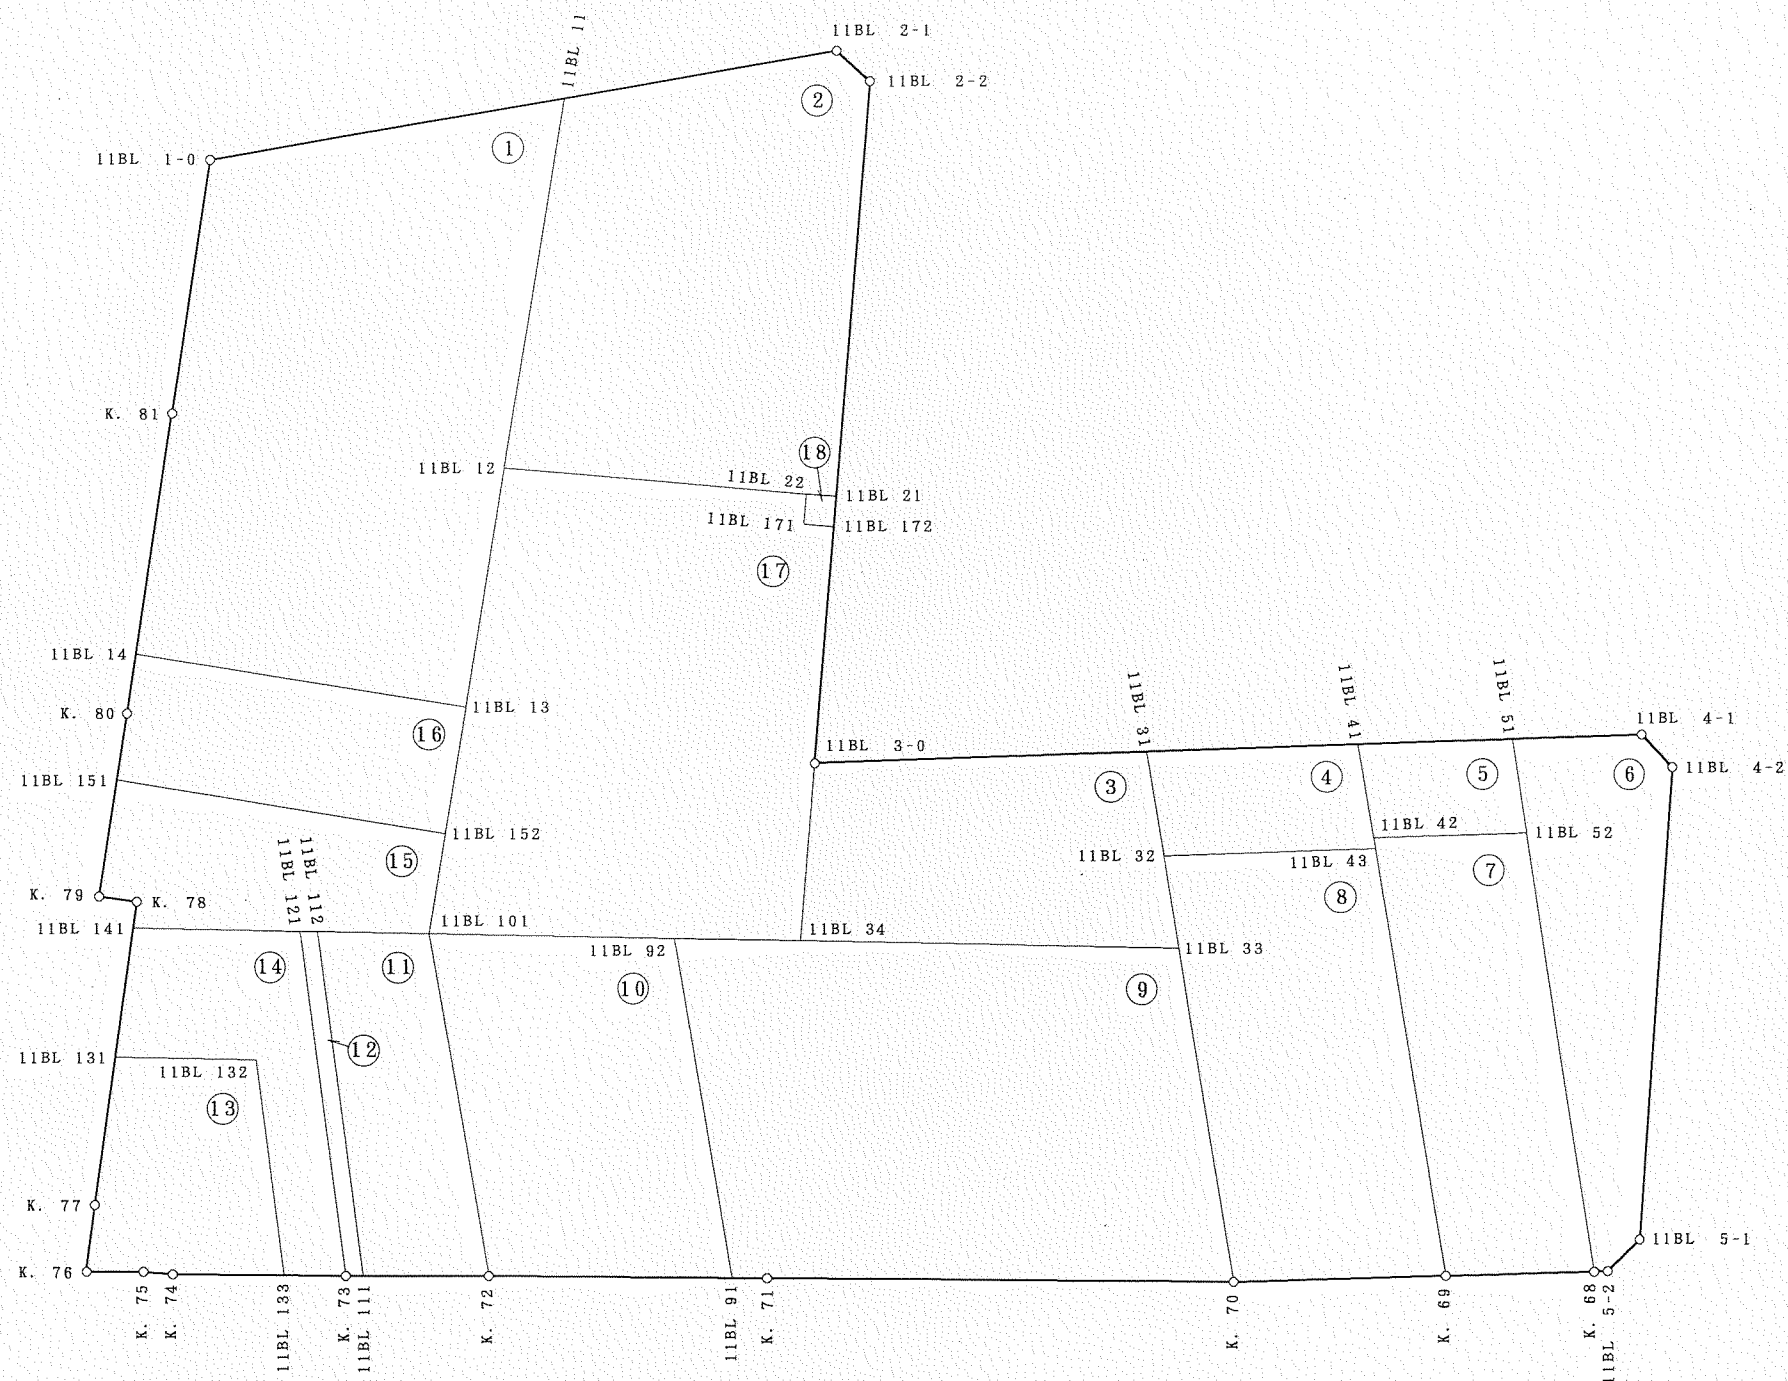 11BL 11
11BL 2-1
11BL 2-2
2
1
11BL 1-0
K. 81
18
11BL 12
11BL 22
11BL 21
11BL 171
11BL 172
17
11BL 14
K. 80
11BL 13
16
11BL 31
11BL 41
11BL 51
11BL 4-1
11BL 3-0
11BL 4-2
3
4
5
6
11BL 151
11BL 152
15
11BL 42
11BL 52
11BL 32
11BL 43
7
8
K. 79
K. 78
11BL 121
11BL 112
11BL 141
11BL 101
11BL 92
11BL 34
11BL 33
14
11
10
9
12
11BL 131
11BL 132
13
K. 77
11BL 5-1
K. 76
K. 75
K. 74
11BL 133
K. 73
11BL 111
K. 72
11BL 91
K. 71
K. 70
K. 69
K. 68
11BL 5-2